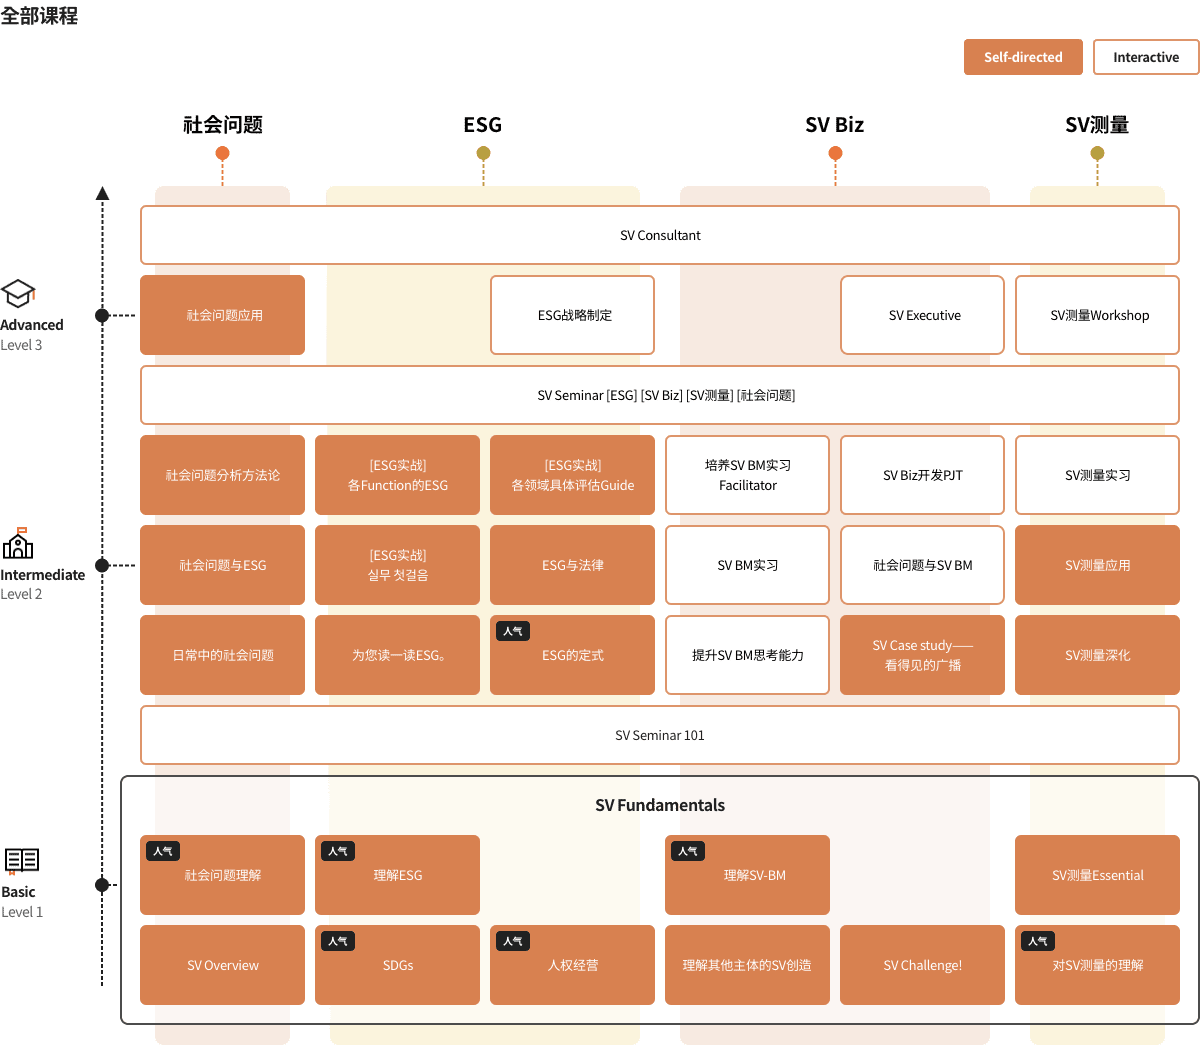 全部课程
Self-directed
Interactive
社会问题
ESG
SV Biz
SV测量
SV Consultant
Advanced
Level 3
社会问题应用
ESG战略制定
SV Executive
SV测量Workshop
SV Seminar [ESG] [SV Biz] [SV测量] [社会问题]
社会问题分析方法论
[ESG实战]
各Function的ESG
[ESG实战]
各领域具体评估Guide
培养SV BM实习
Facilitator
SV Biz开发PJT
SV测量实习
Intermediate
Level 2
社会问题与ESG
[ESG实战]
실무 첫걸음
ESG与法律
SV BM实习
社会问题与SV BM
SV测量应用
日常中的社会问题
为您读一读ESG。
人气
ESG的定式
提升SV BM思考能力
SV Case study——
看得见的广播
SV测量深化
SV Seminar 101
SV Fundamentals
Basic
Level 1
人气
社会问题理解
人气
理解ESG
人气
理解SV-BM
SV测量Essential
SV Overview
人气
SDGs
人气
人权经营
理解其他主体的SV创造
SV Challenge!
人气
对SV测量的理解